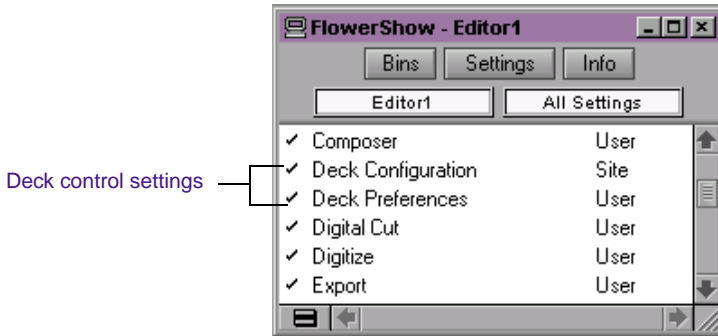 FlowerShow - Editor1
Bins Settings Info
Editor1 All Settings
✓ Composer User
Deck control settings
✓ Deck Configuration Site
✓ Deck Preferences User
✓ Digital Cut User
✓ Digitize User
✓ Export User